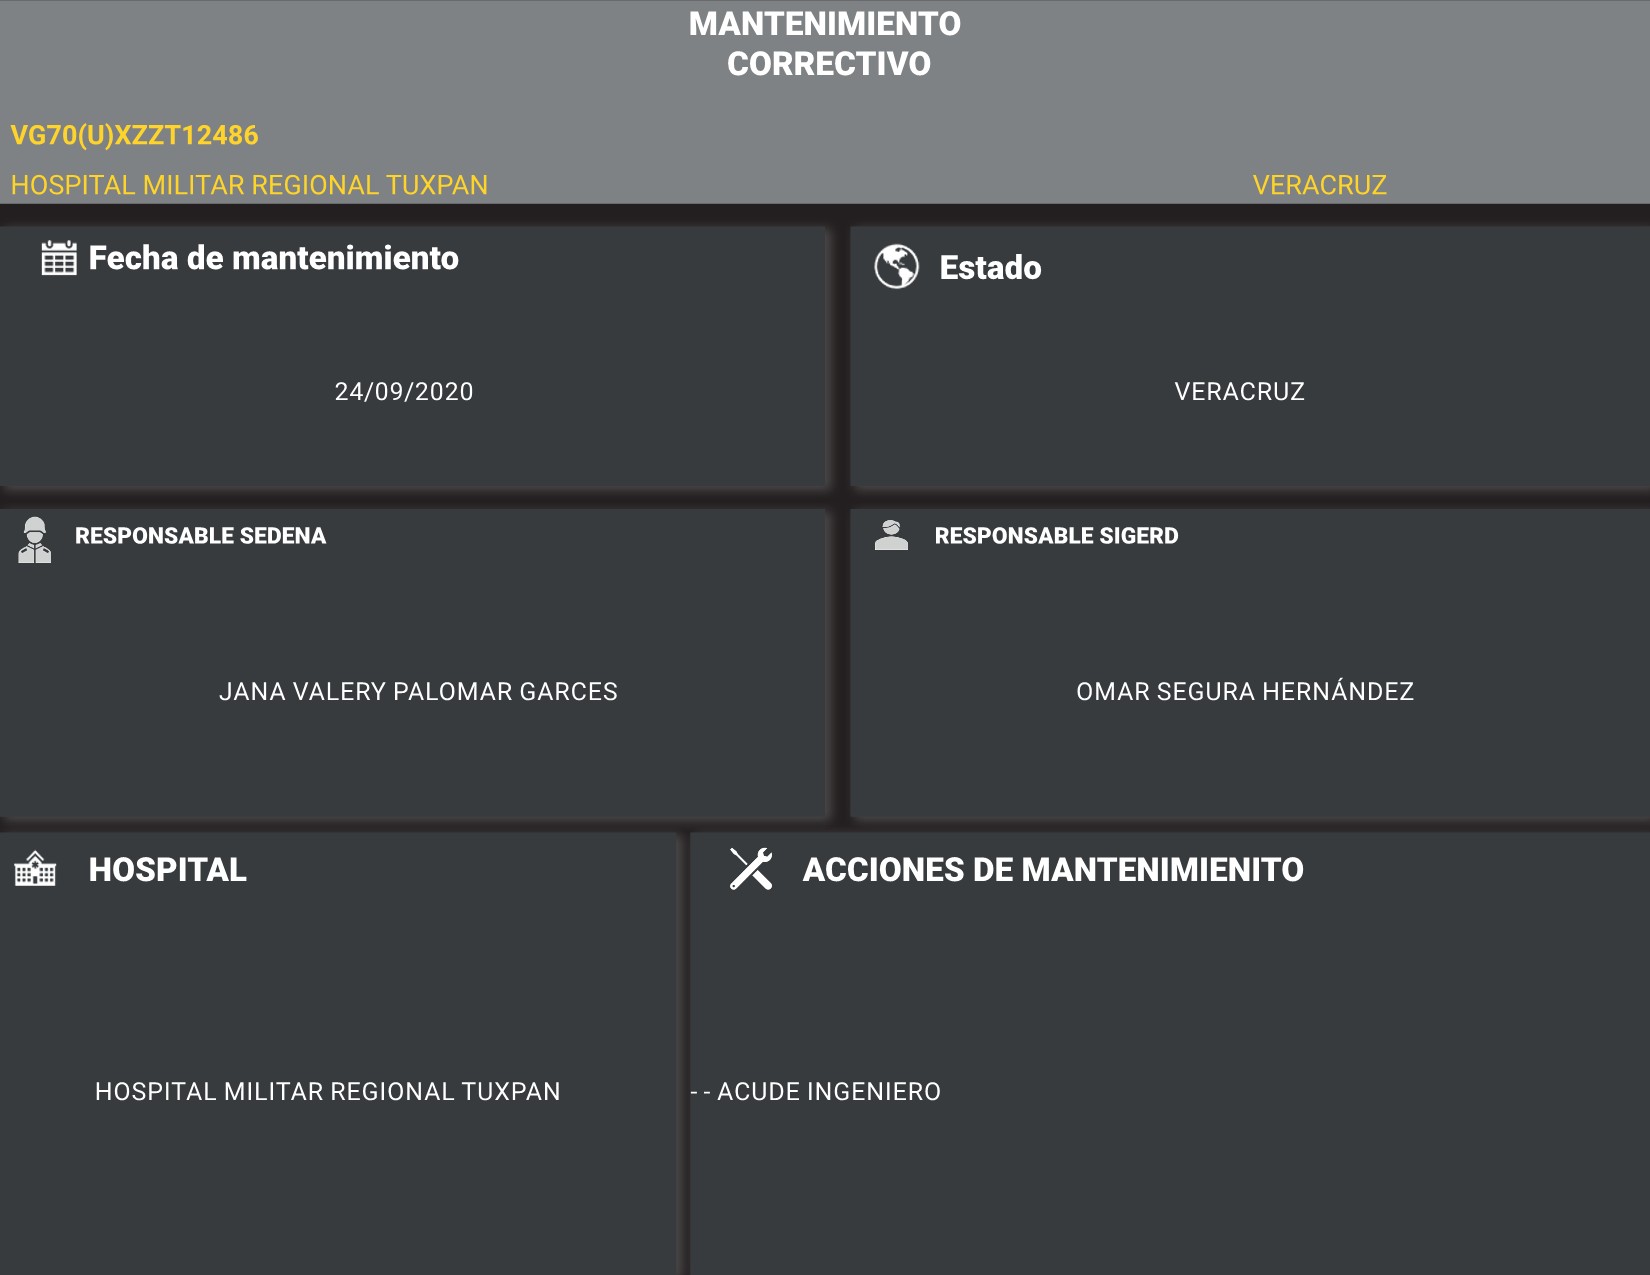 MANTENIMIENTO
CORRECTIVO
VG70(U)XZZT12486
HOSPITAL MILITAR REGIONAL TUXPAN VERACRUZ
Fecha de mantenimiento
24/09/2020
Estado
VERACRUZ
RESPONSABLE SEDENA
JANA VALERY PALOMAR GARCES
RESPONSABLE SIGERD
OMAR SEGURA HERNÁNDEZ
HOSPITAL
HOSPITAL MILITAR REGIONAL TUXPAN
ACCIONES DE MANTENIMIENITO
- - ACUDE INGENIERO